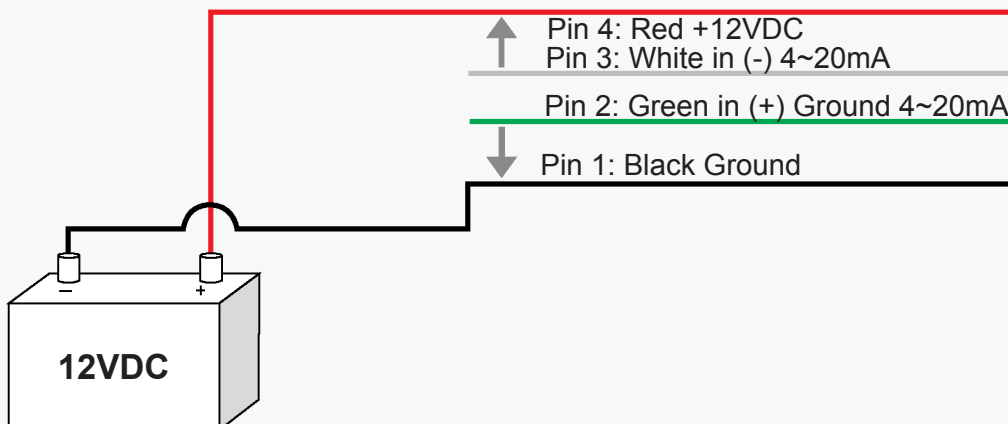 Pin 4: Red +12VDC
Pin 3: White in (-) 4~20mA
Pin 2: Green in (+) Ground 4~20mA
Pin 1: Black Ground
− +
12VDC